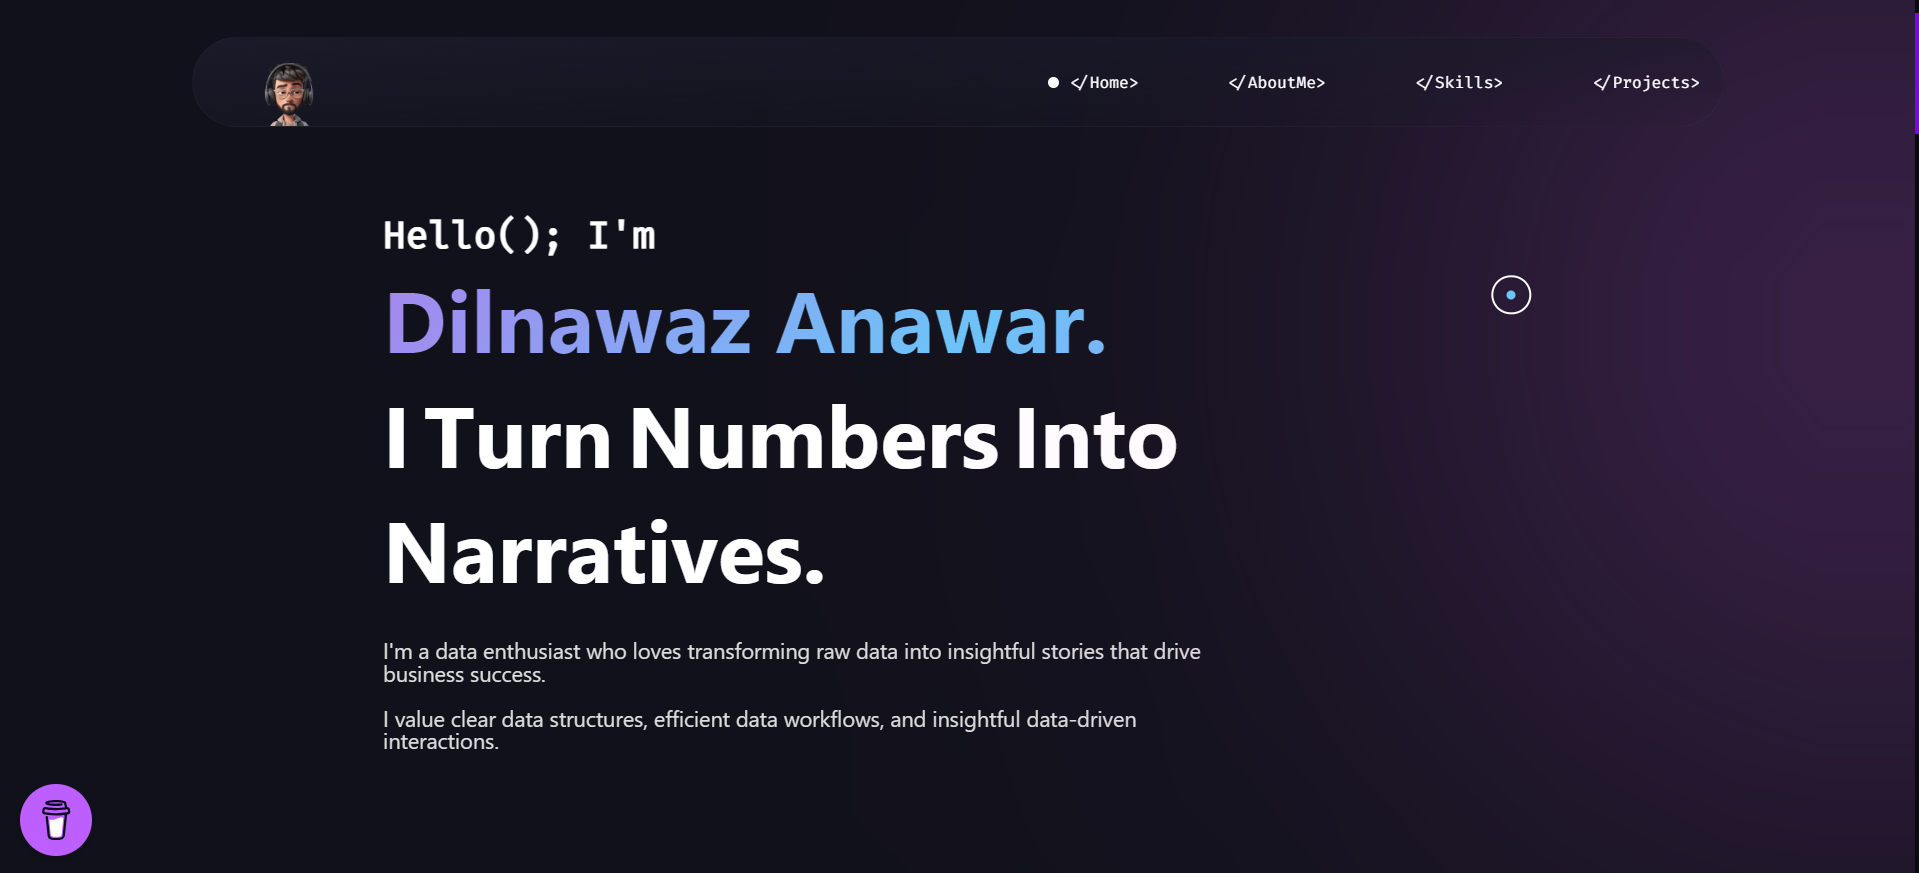 </Home> </AboutMe> </Skills> </Projects>
Hello(); I'm
Dilnawaz Anawar.
I Turn Numbers Into
Narratives.
I'm a data enthusiast who loves transforming raw data into insightful stories that drive
business success.
I value clear data structures, efficient data workflows, and insightful data-driven
interactions.